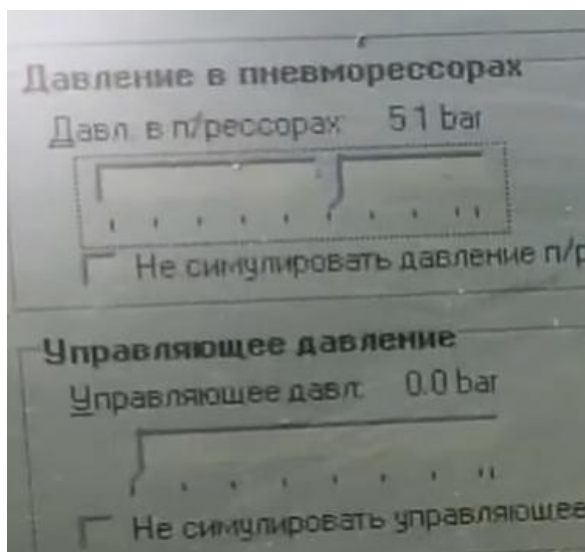 Давление в пневморессорах
Давл. в п/рессорах: 5.1 bar
Не симулировать давление п/р
Управляющее давление
Управляющее давл.: 0.0 bar
Не симулировать управляющее